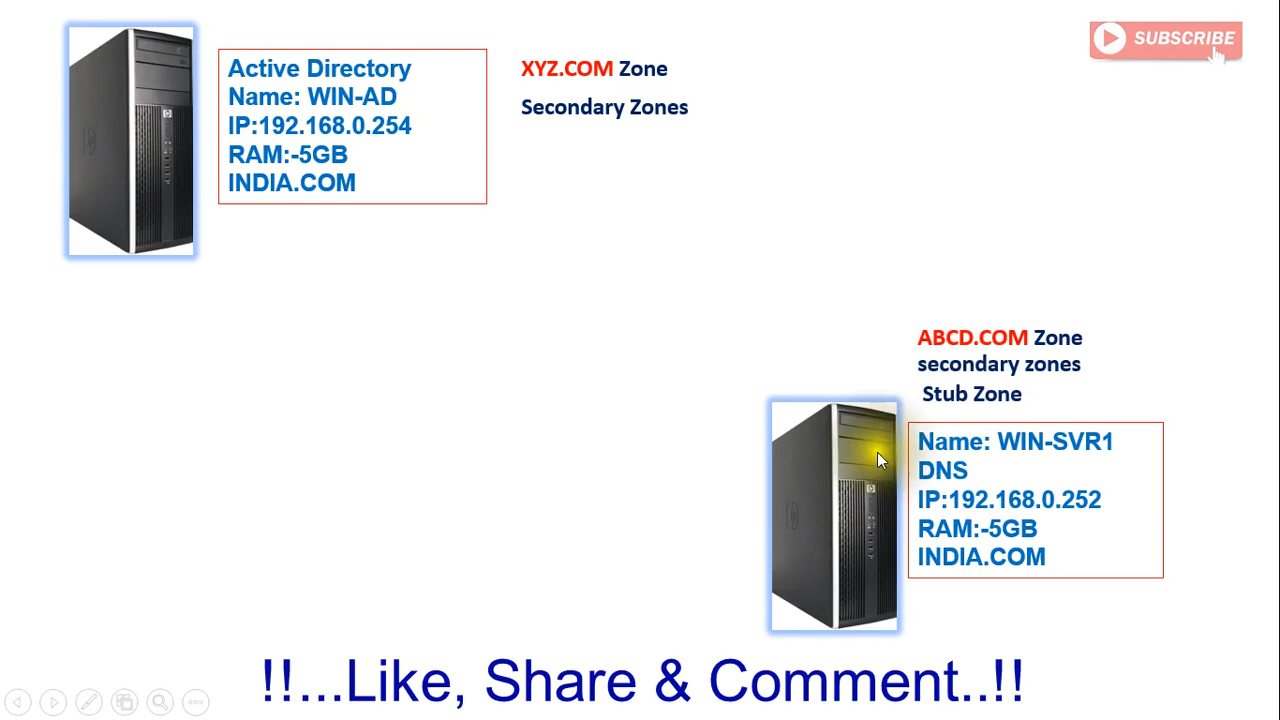 SUBSCRIBE
Active Directory
Name: WIN-AD
IP:192.168.0.254
RAM:-5GB
INDIA.COM
XYZ.COM Zone
Secondary Zones
ABCD.COM Zone
secondary zones
Stub Zone
Name: WIN-SVR1
DNS
IP:192.168.0.252
RAM:-5GB
INDIA.COM
!!...Like, Share & Comment..!!